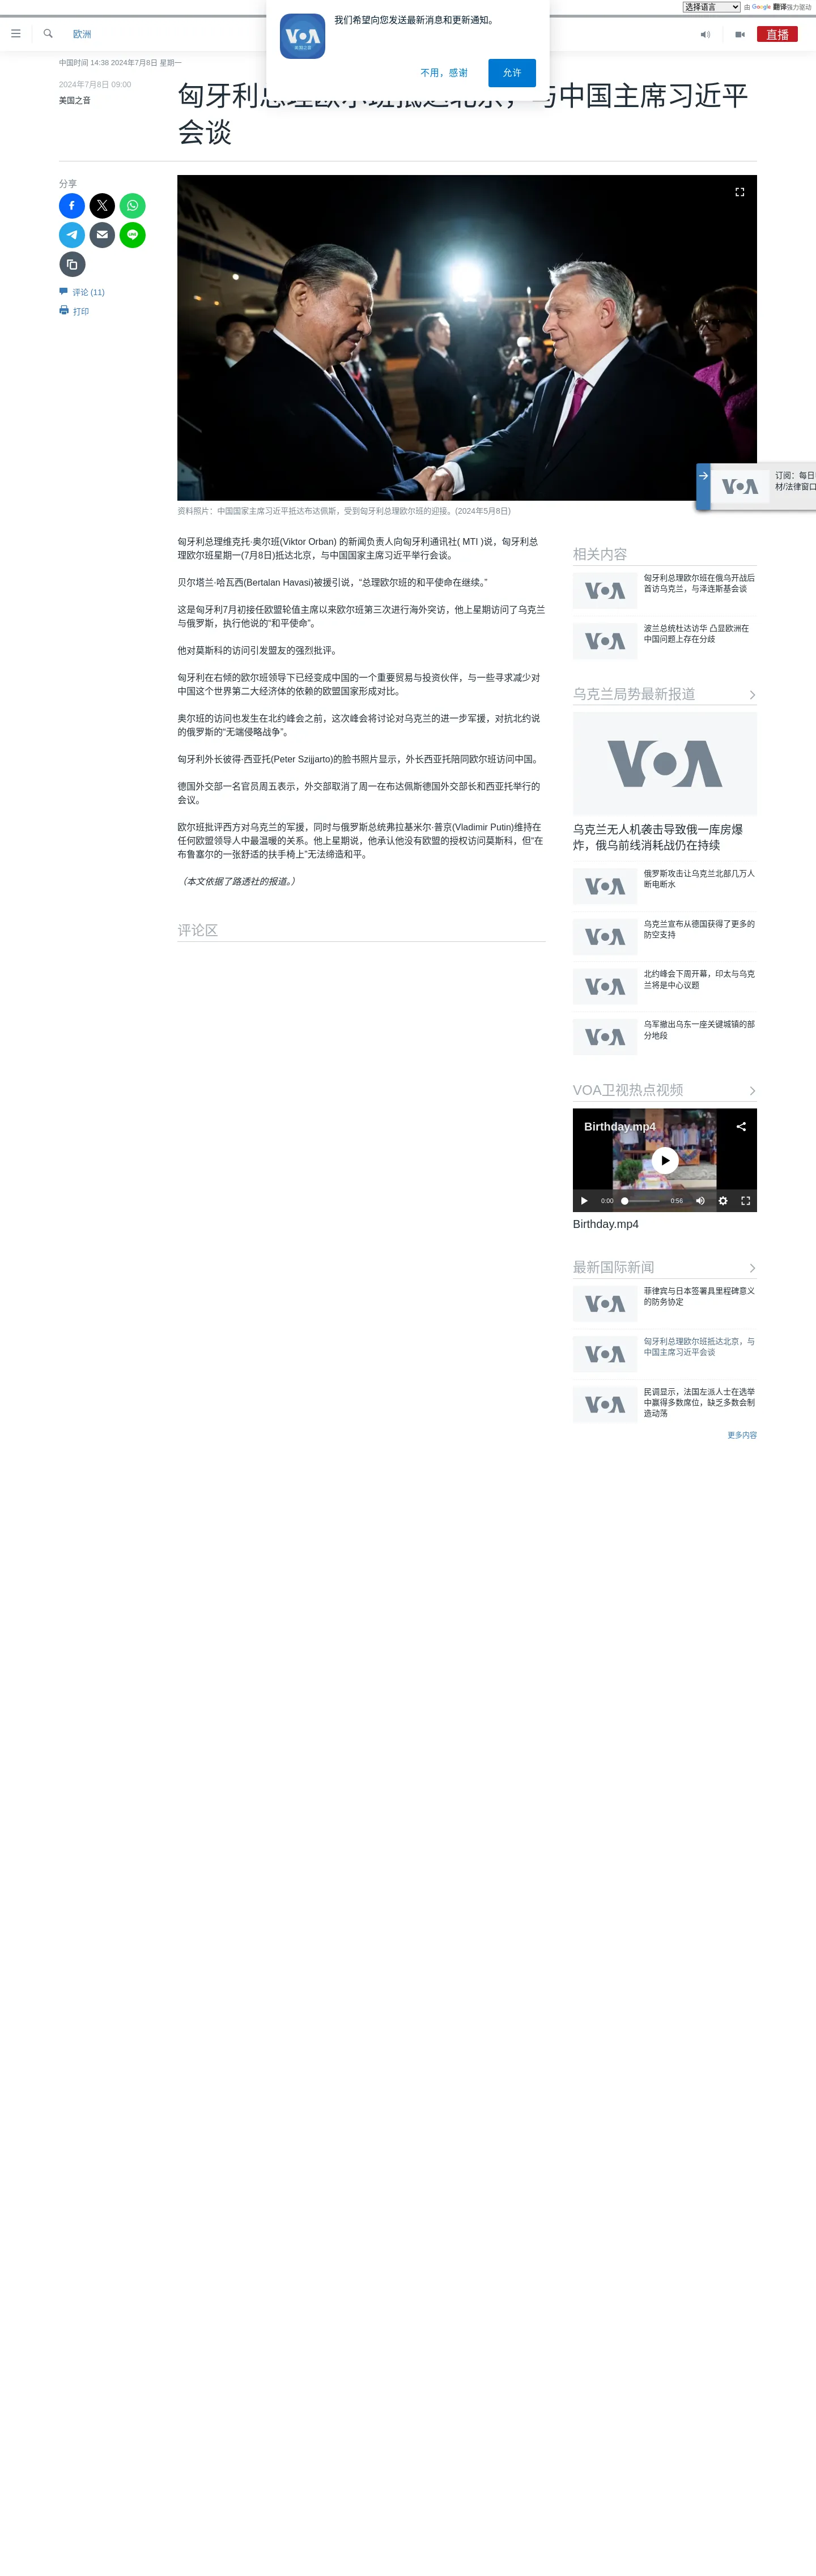 选择语言
由 Google 翻译强力驱动
欧洲
直播
VOA
美国之音
我们希望向您发送最新消息和更新通知。
不用，感谢
允许
中国时间 14:38 2024年7月8日 星期一
2024年7月8日 09:00
美国之音
匈牙利总理欧尔班抵达北京，与中国主席习近平
会谈
分享
评论 (11)
打印
资料照片：中国国家主席习近平抵达布达佩斯，受到匈牙利总理欧尔班的迎接。(2024年5月8日)
VOA
订阅：每日
材/法律窗口
匈牙利总理维克托·奥尔班(Viktor Orban) 的新闻负责人向匈牙利通讯社( MTI )说，匈牙利总
理欧尔班星期一(7月8日)抵达北京，与中国国家主席习近平举行会谈。
贝尔塔兰·哈瓦西(Bertalan Havasi)被援引说，“总理欧尔班的和平使命在继续。”
这是匈牙利7月初接任欧盟轮值主席以来欧尔班第三次进行海外突访，他上星期访问了乌克兰
与俄罗斯，执行他说的“和平使命”。
他对莫斯科的访问引发盟友的强烈批评。
匈牙利在右倾的欧尔班领导下已经变成中国的一个重要贸易与投资伙伴，与一些寻求减少对
中国这个世界第二大经济体的依赖的欧盟国家形成对比。
奥尔班的访问也发生在北约峰会之前，这次峰会将讨论对乌克兰的进一步军援，对抗北约说
的俄罗斯的“无端侵略战争”。
匈牙利外长彼得·西亚托(Peter Szijjarto)的脸书照片显示，外长西亚托陪同欧尔班访问中国。
德国外交部一名官员周五表示，外交部取消了周一在布达佩斯德国外交部长和西亚托举行的
会议。
欧尔班批评西方对乌克兰的军援，同时与俄罗斯总统弗拉基米尔·普京(Vladimir Putin)维持在
任何欧盟领导人中最温暖的关系。他上星期说，他承认他没有欧盟的授权访问莫斯科，但“在
布鲁塞尔的一张舒适的扶手椅上”无法缔造和平。
（本文依据了路透社的报道。）
评论区
相关内容
VOA
匈牙利总理欧尔班在俄乌开战后
首访乌克兰，与泽连斯基会谈
VOA
波兰总统杜达访华 凸显欧洲在
中国问题上存在分歧
乌克兰局势最新报道
VOA
乌克兰无人机袭击导致俄一库房爆
炸，俄乌前线消耗战仍在持续
VOA
俄罗斯攻击让乌克兰北部几万人
断电断水
VOA
乌克兰宣布从德国获得了更多的
防空支持
VOA
北约峰会下周开幕，印太与乌克
兰将是中心议题
VOA
乌军撤出乌东一座关键城镇的部
分地段
VOA卫视热点视频
Birthday.mp4
0:00
0:56
Birthday.mp4
最新国际新闻
VOA
菲律宾与日本签署具里程碑意义
的防务协定
VOA
匈牙利总理欧尔班抵达北京，与
中国主席习近平会谈
VOA
民调显示，法国左派人士在选举
中赢得多数席位，缺乏多数会制
造动荡
更多内容